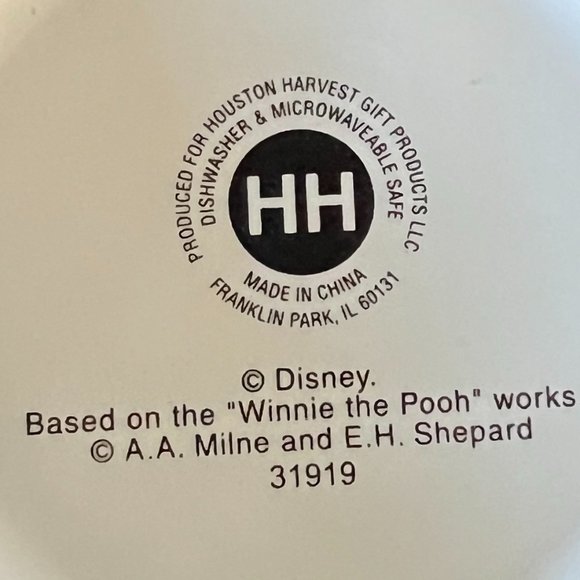 PRODUCED FOR HOUSTON HARVEST GIFT PRODUCTS LLC
DISHWASHER & MICROWAVEABLE SAFE
HH
MADE IN CHINA
FRANKLIN PARK, IL 60131
© Disney.
Based on the "Winnie the Pooh" works
© A.A. Milne and E.H. Shepard
31919